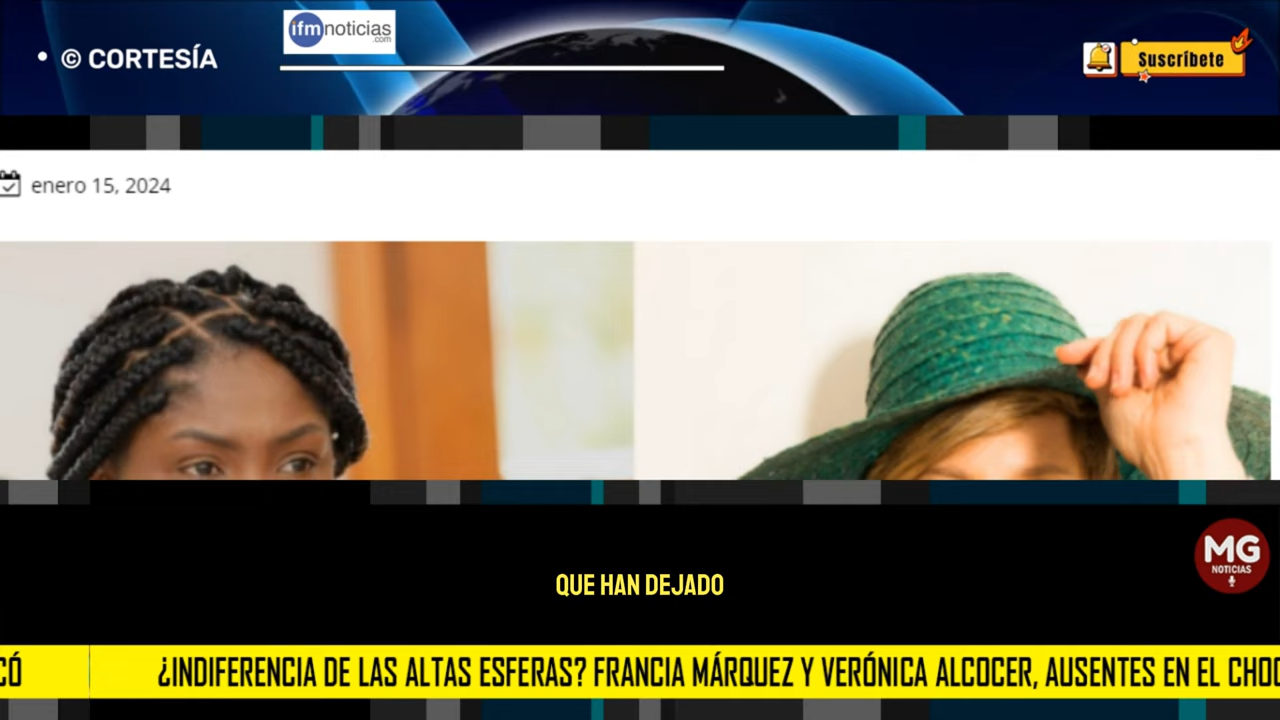 © CORTESÍA
ifmnoticias
.com
Suscríbete
enero 15, 2024
MG
NOTICIAS
QUE HAN DEJADO
CÓ ¿INDIFERENCIA DE LAS ALTAS ESFERAS? FRANCIA MÁRQUEZ Y VERÓNICA ALCOCER, AUSENTES EN EL CHOC